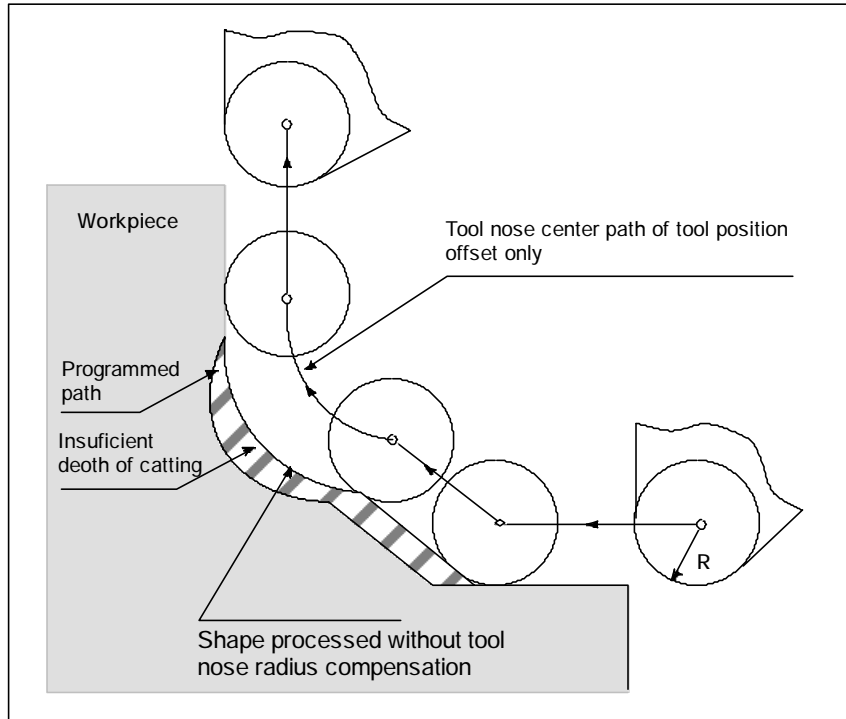 Workpiece
Tool nose center path of tool position
offset only
Programmed
path
Insuficient
deoth of catting
R
Shape processed without tool
nose radius compensation